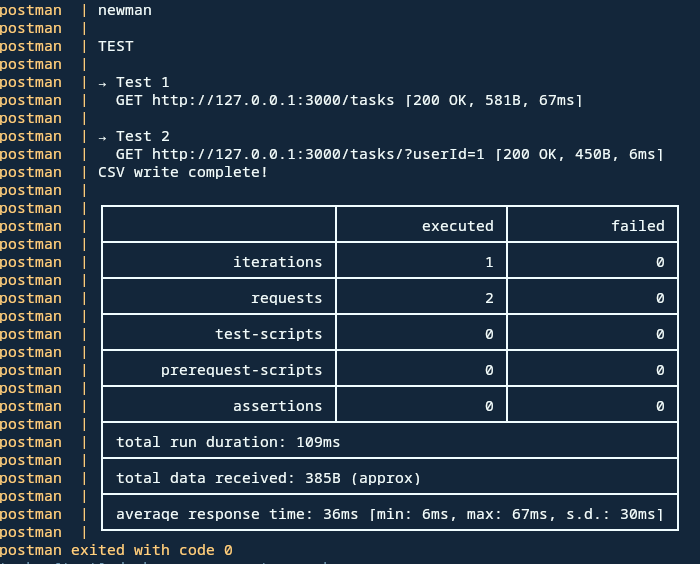 postman | newman
postman |
postman | TEST
postman |
postman | → Test 1
postman | GET http://127.0.0.1:3000/tasks [200 OK, 581B, 67ms]
postman |
postman | → Test 2
postman | GET http://127.0.0.1:3000/tasks/?userId=1 [200 OK, 450B, 6ms]
postman | CSV write complete!
postman |
postman |
postman | executed failed
postman |
postman | iterations 1 0
postman |
postman | requests 2 0
postman |
postman | test-scripts 0 0
postman |
postman | prerequest-scripts 0 0
postman |
postman | assertions 0 0
postman |
postman | total run duration: 109ms
postman |
postman | total data received: 385B (approx)
postman |
postman | average response time: 36ms [min: 6ms, max: 67ms, s.d.: 30ms]
postman |
postman exited with code 0